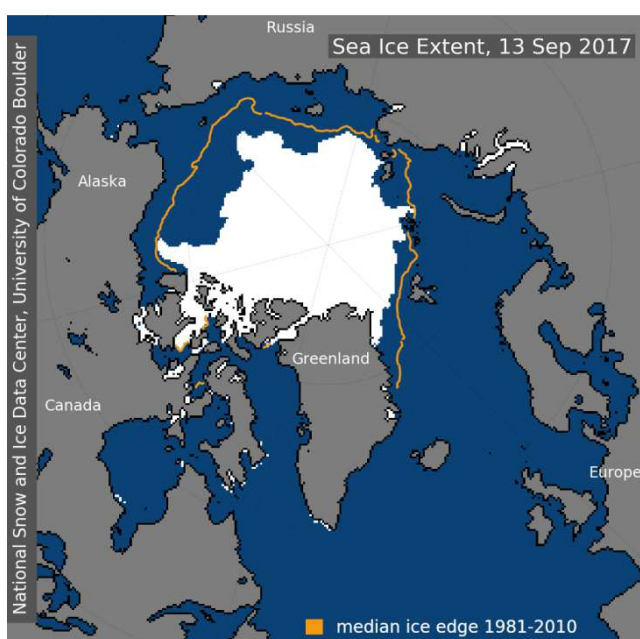 Russia
Sea Ice Extent, 13 Sep 2017
National Snow and Ice Data Center, University of Colorado Boulder
Alaska
Greenland
Canada
Europe
median ice edge 1981-2010